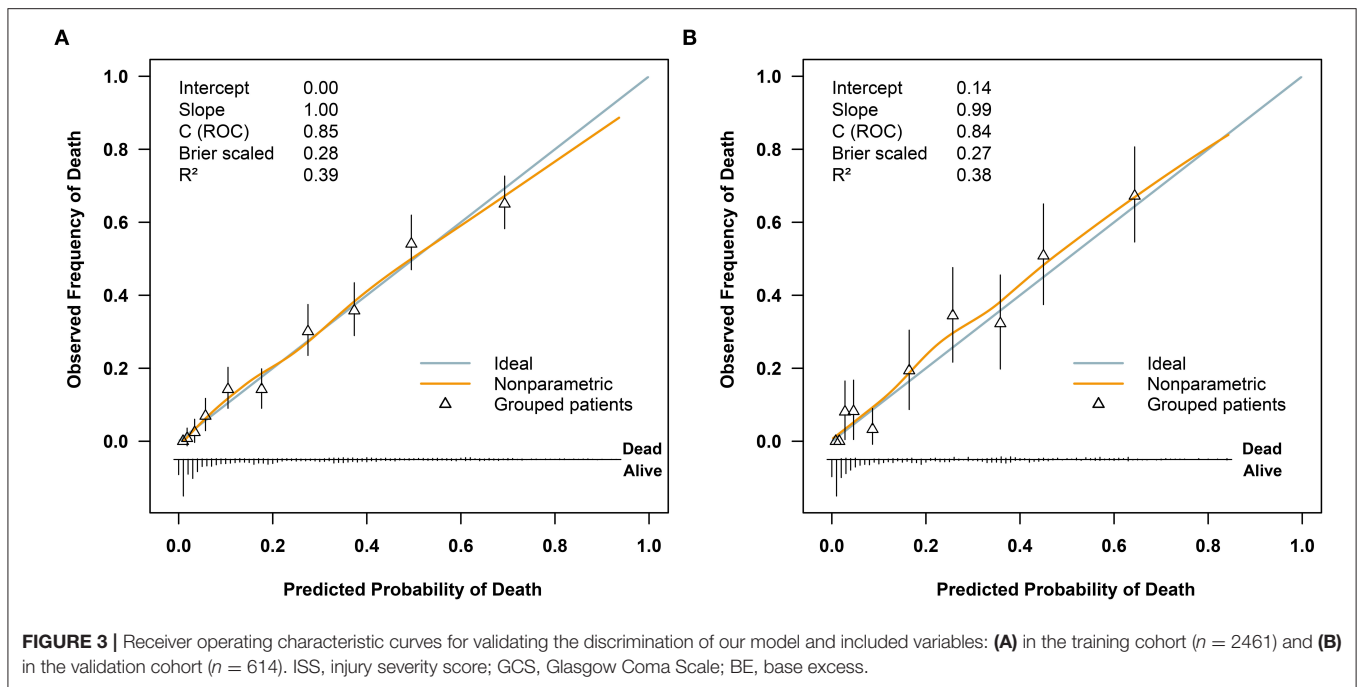 A
Intercept 0.00
Slope 1.00
C (ROC) 0.85
Brier scaled 0.28
R² 0.39
Observed Frequency of Death
1.0
0.8
0.6
0.4
0.2
0.0
Ideal
Nonparametric
Grouped patients
Dead
Alive
0.0 0.2 0.4 0.6 0.8 1.0
Predicted Probability of Death
B
Intercept 0.14
Slope 0.99
C (ROC) 0.84
Brier scaled 0.27
R² 0.38
Observed Frequency of Death
1.0
0.8
0.6
0.4
0.2
0.0
Ideal
Nonparametric
Grouped patients
Dead
Alive
0.0 0.2 0.4 0.6 0.8 1.0
Predicted Probability of Death
FIGURE 3 | Receiver operating characteristic curves for validating the discrimination of our model and included variables: (A) in the training cohort (n = 2461) and (B)
in the validation cohort (n = 614). ISS, injury severity score; GCS, Glasgow Coma Scale; BE, base excess.